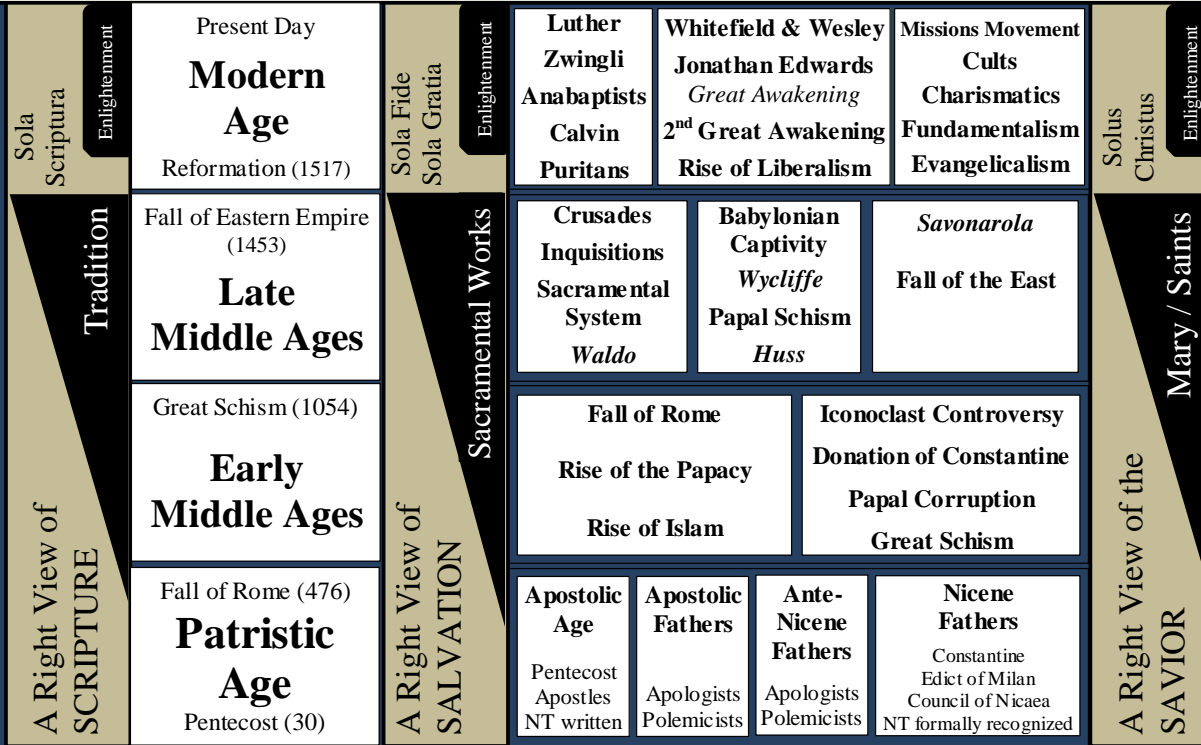 Sola
Scriptura
Enlightenment
Tradition
A Right View of
SCRIPTURE
Present Day
Modern
Age
Reformation (1517)
Fall of Eastern Empire
(1453)
Late
Middle Ages
Great Schism (1054)
Early
Middle Ages
Fall of Rome (476)
Patristic
Age
Pentecost (30)
Sola Fide
Sola Gratia
Enlightenment
Sacramental Works
A Right View of
SALVATION
Luther
Zwingli
Anabaptists
Calvin
Puritans
Whitefield & Wesley
Jonathan Edwards
Great Awakening
2nd Great Awakening
Rise of Liberalism
Missions Movement
Cults
Charismatics
Fundamentalism
Evangelicalism
Crusades
Inquisitions
Sacramental
System
Waldo
Babylonian
Captivity
Wycliffe
Papal Schism
Huss
Savonarola
Fall of the East
Fall of Rome
Rise of the Papacy
Rise of Islam
Iconoclast Controversy
Donation of Constantine
Papal Corruption
Great Schism
Apostolic
Age
Pentecost
Apostles
NT written
Apostolic
Fathers
Apologists
Polemicists
Ante-
Nicene
Fathers
Apologists
Polemicists
Nicene
Fathers
Constantine
Edict of Milan
Council of Nicaea
NT formally recognized
Solus
Christus
Enlightenment
Mary / Saints
A Right View of the
SAVIOR